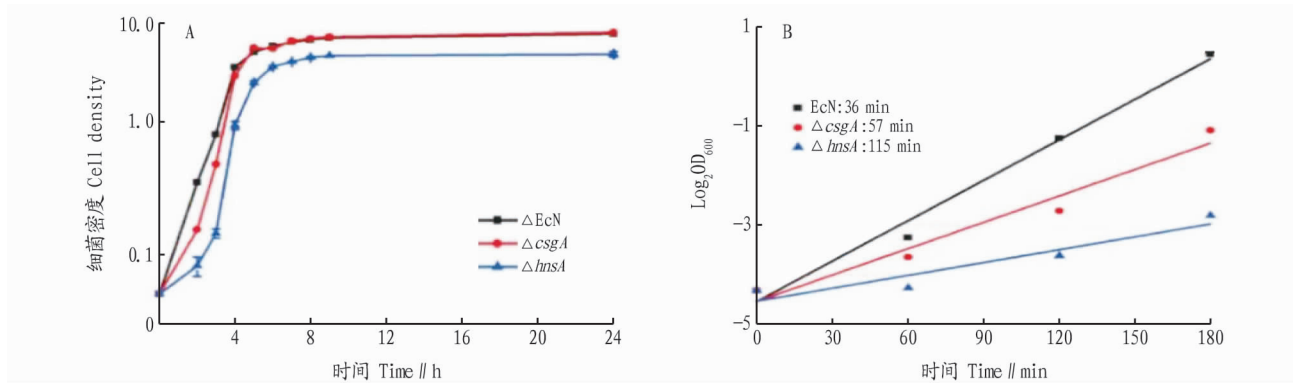 A
10.0
1.0
0.1
0
细菌密度 Cell density
△EcN
△csgA
△hnsA
4
8
12
16
20
24
时间 Time∥h
B
1
-1
-3
-5
Log₂OD₆₀₀
EcN:36 min
△csgA:57 min
△hnsA:115 min
0
30
60
90
120
150
180
时间 Time∥min